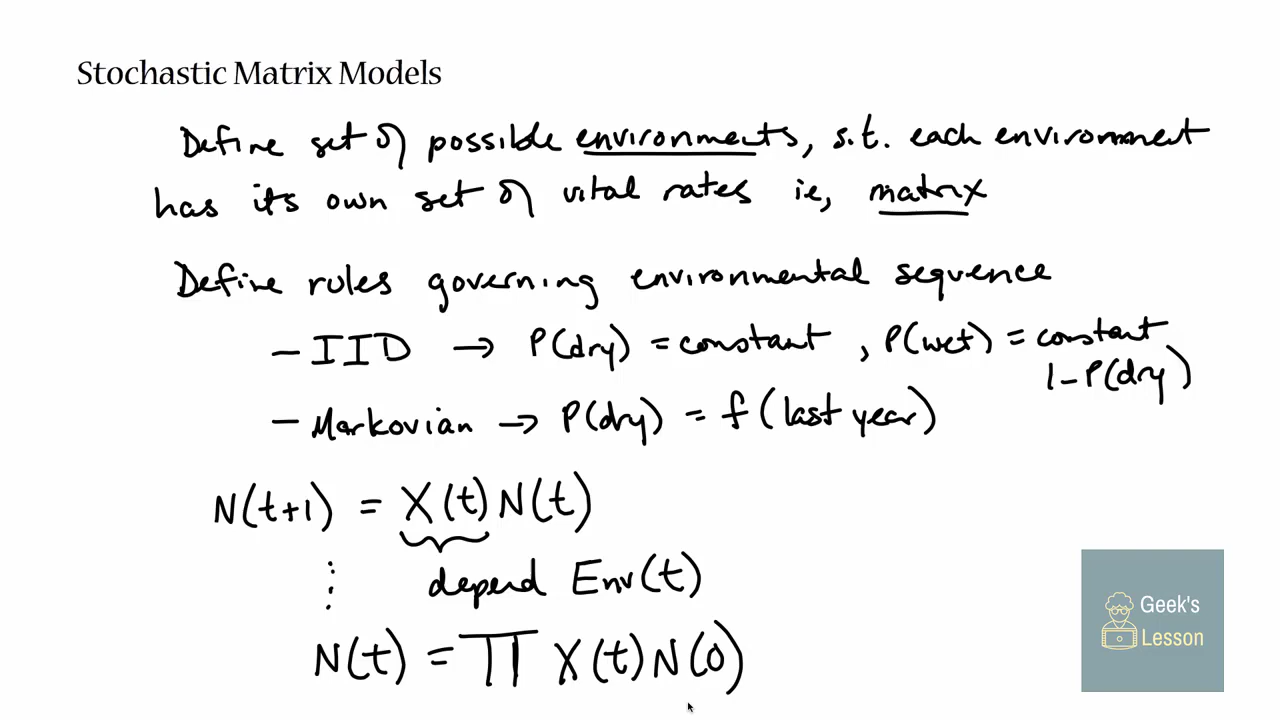 Stochastic Matrix Models
Define set of possible environments, s.t. each environment
has its own set of vital rates ie, matrix
Define rules governing environmental sequence
– IID → P(dry) = constant , P(wet) = constant
1 – P(dry)
– Markovian → P(dry) = f(last year)
N(t+1) = X(t) N(t)
⋮ depend Env(t)
N(t) = ∏ X(t) N(0)
Geek's
Lesson